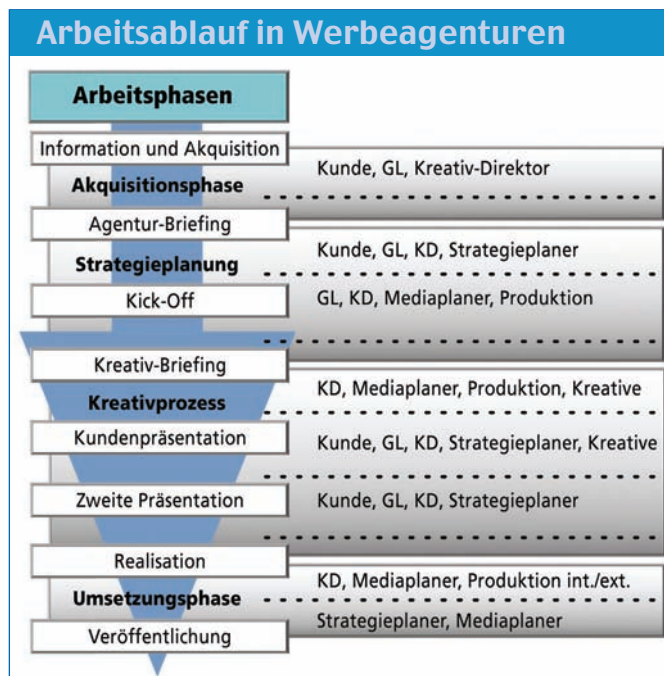 Arbeitsablauf in Werbeagenturen
Arbeitsphasen
Information und Akquisition
Kunde, GL, Kreativ-Direktor
Akquisitionsphase
Agentur-Briefing
Kunde, GL, KD, Strategieplaner
Strategieplanung
Kick-Off
GL, KD, Mediaplaner, Produktion
Kreativ-Briefing
KD, Mediaplaner, Produktion, Kreative
Kreativprozess
Kundenpräsentation
Kunde, GL, KD, Strategieplaner, Kreative
Zweite Präsentation
Kunde, GL, KD, Strategieplaner
Realisation
KD, Mediaplaner, Produktion int./ext.
Umsetzungsphase
Strategieplaner, Mediaplaner
Veröffentlichung